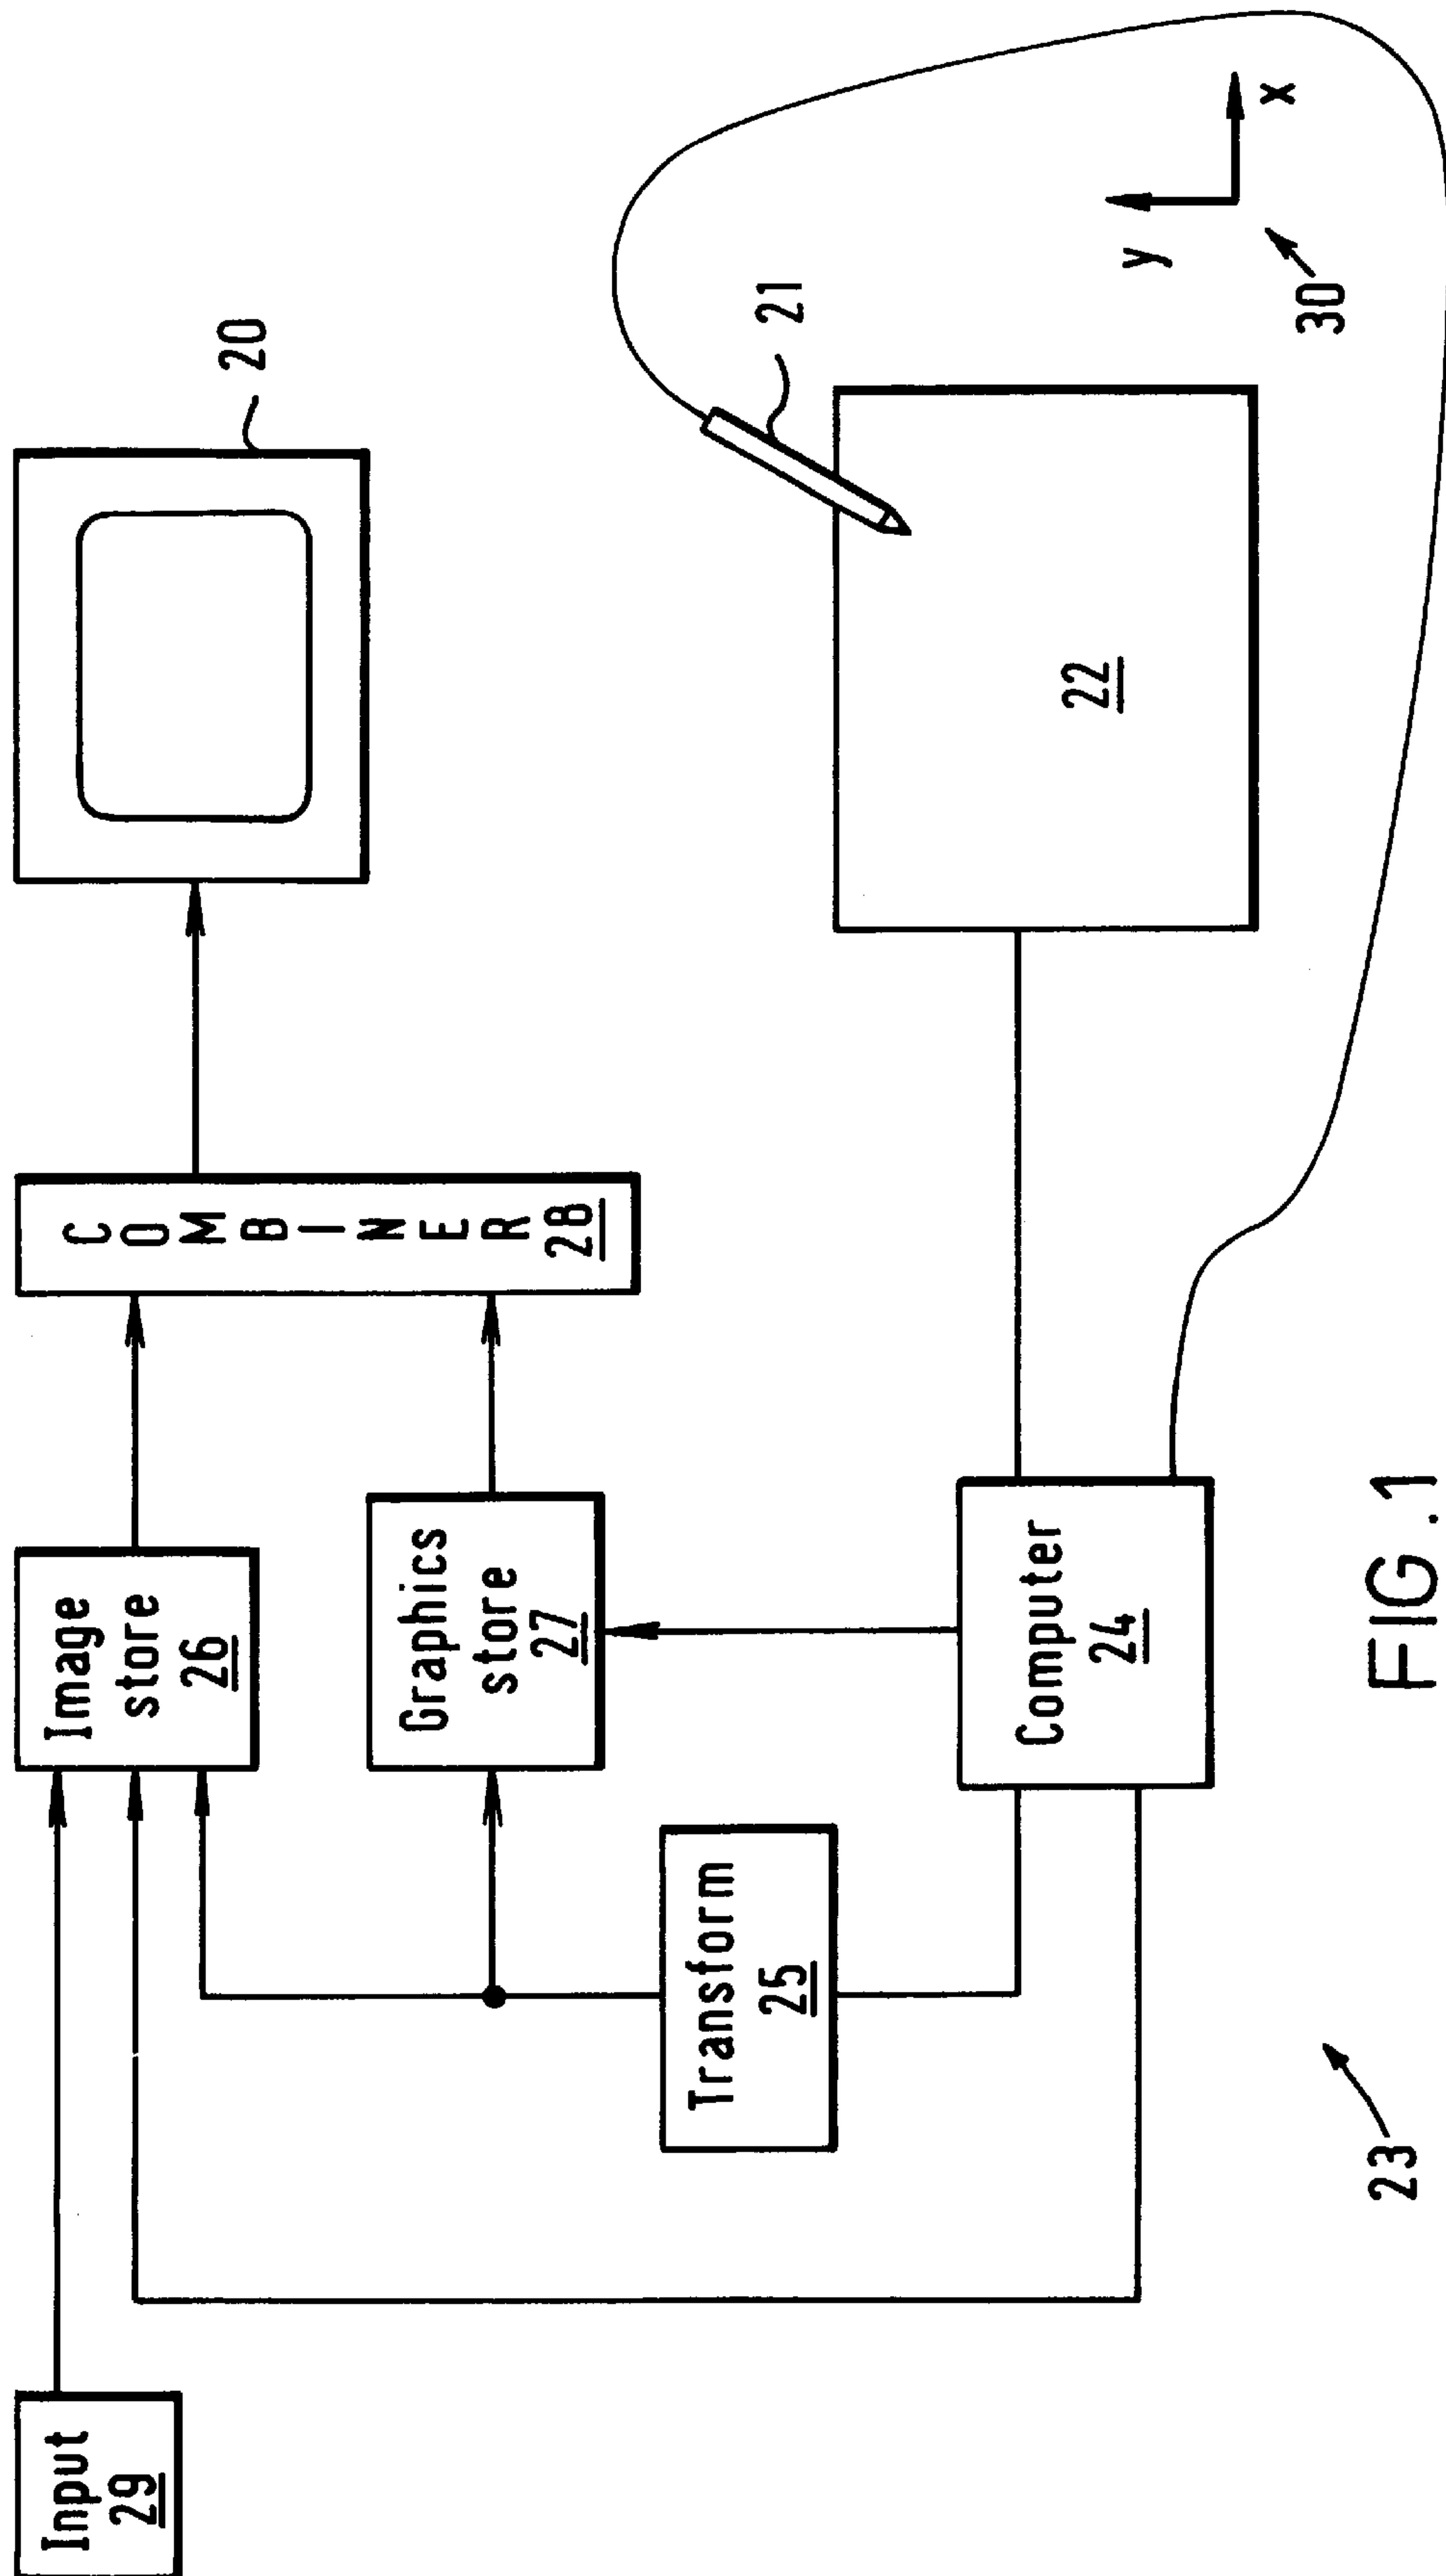 Input
29
Image
store
26
Graphics
store
27
Transform
25
Computer
24
COMBINER
28
20
21
22
23
y
x
30
FIG.1